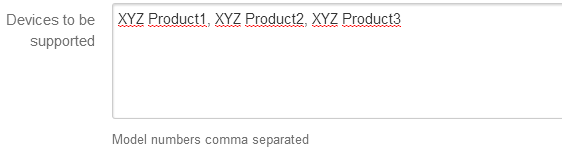 Devices to be
supported
XYZ Product1, XYZ Product2, XYZ Product3
Model numbers comma separated